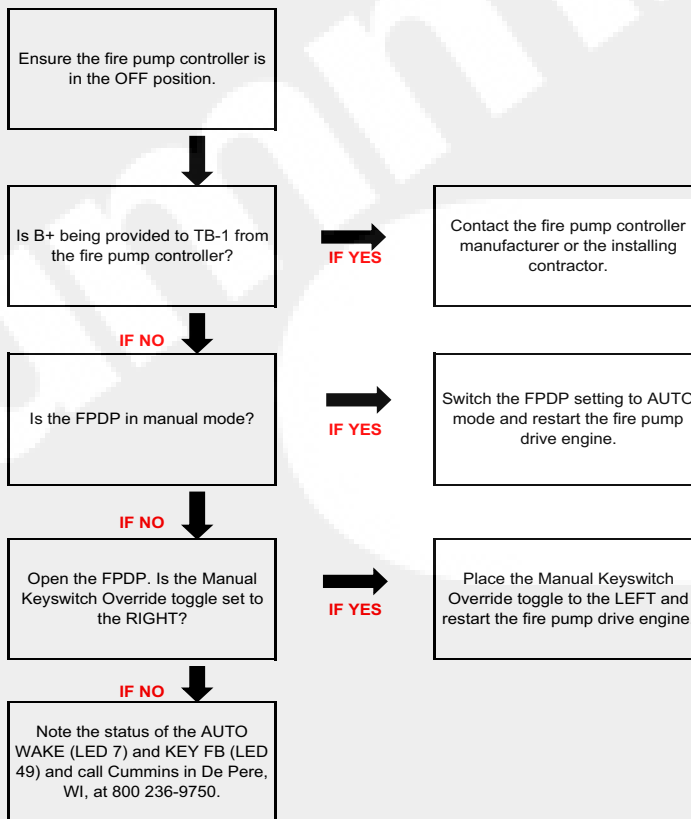 Ensure the fire pump controller is
in the OFF position.
Is B+ being provided to TB-1 from
the fire pump controller?
IF YES
Contact the fire pump controller
manufacturer or the installing
contractor.
IF NO
Is the FPDP in manual mode?
IF YES
Switch the FPDP setting to AUTO
mode and restart the fire pump
drive engine.
IF NO
Open the FPDP. Is the Manual
Keyswitch Override toggle set to
the RIGHT?
IF YES
Place the Manual Keyswitch
Override toggle to the LEFT and
restart the fire pump drive engine
IF NO
Note the status of the AUTO
WAKE (LED 7) and KEY FB (LED
49) and call Cummins in De Pere,
WI, at 800 236-9750.